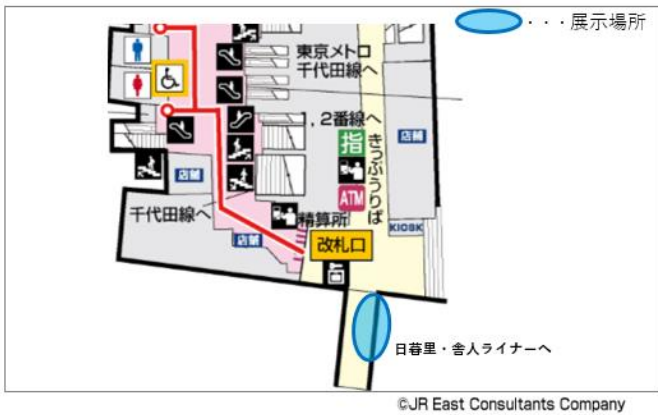 ・・・展示場所
東京メトロ
千代田線へ
, 2番線へ
指
きっぷうりば
店舗
店舗
ATM
千代田線へ
精算所
KIOSK
店舗
改札口
日暮里・舎人ライナーへ
©JR East Consultants Company